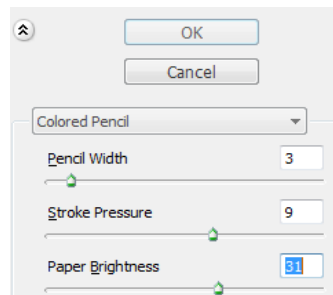 OK
Cancel
Colored Pencil
Pencil Width 3
Stroke Pressure 9
Paper Brightness 31